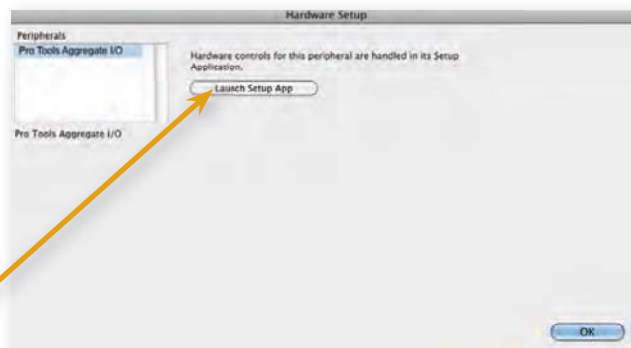 Hardware Setup
Peripherals
Pro Tools Aggregate I/O
Hardware controls for this peripheral are handled in its Setup
Application.
Launch Setup App
Pro Tools Aggregate I/O
OK